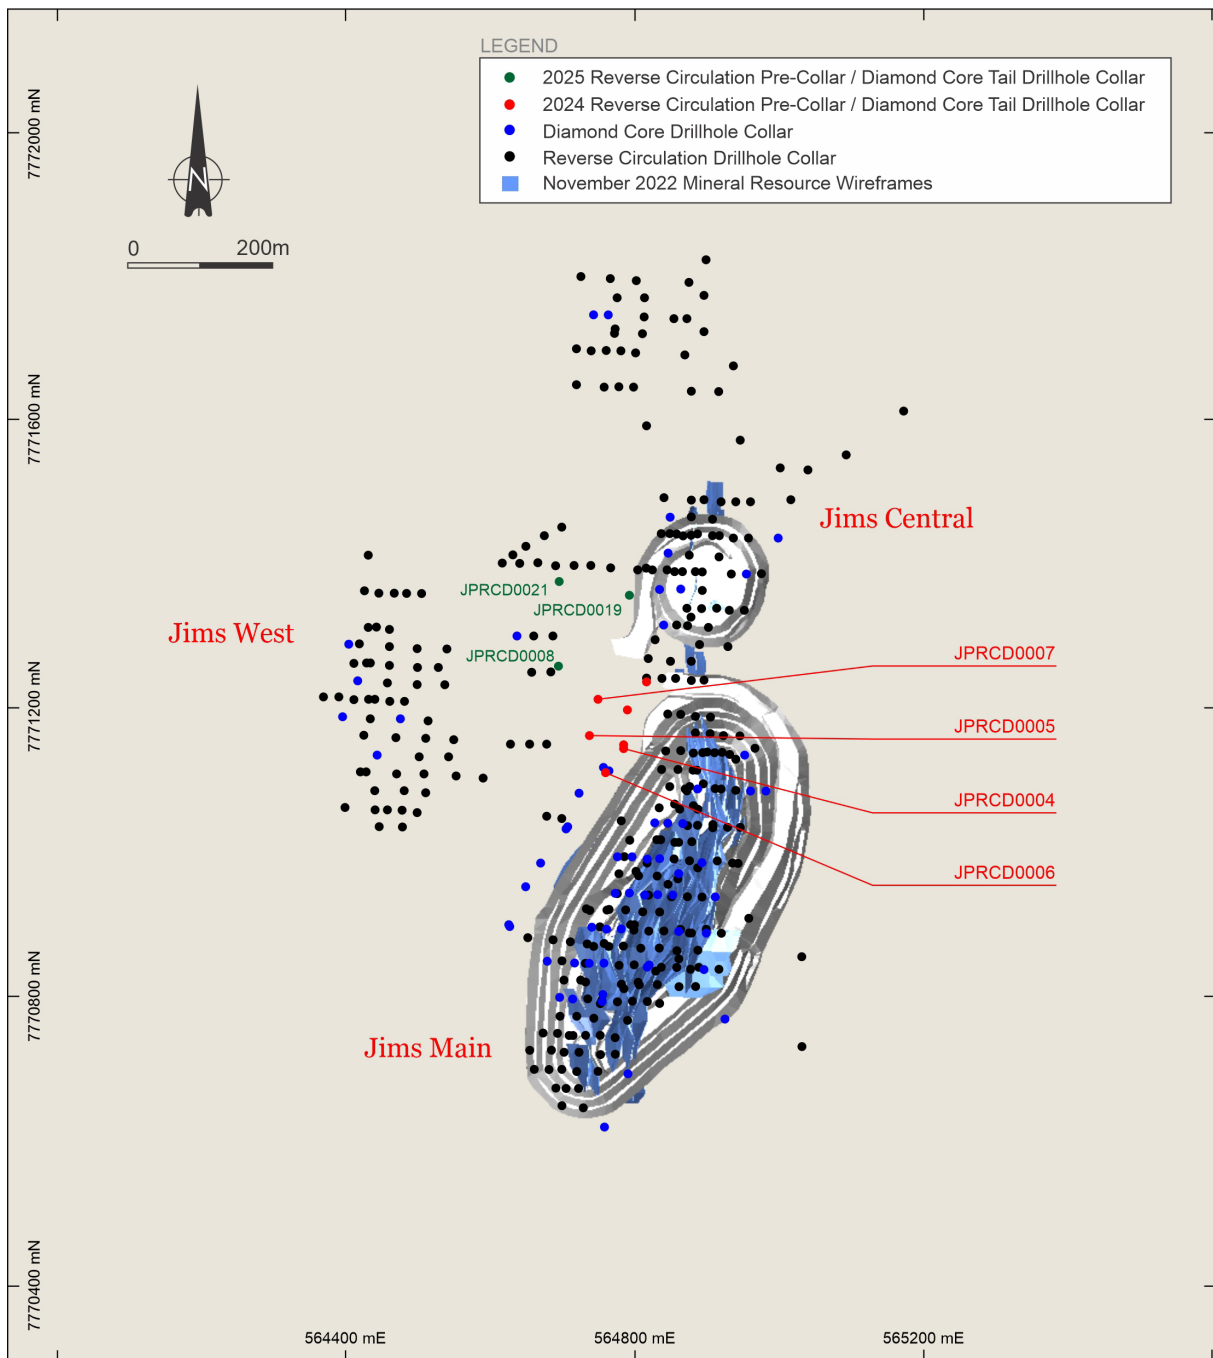 LEGEND
2025 Reverse Circulation Pre-Collar / Diamond Core Tail Drillhole Collar
2024 Reverse Circulation Pre-Collar / Diamond Core Tail Drillhole Collar
Diamond Core Drillhole Collar
Reverse Circulation Drillhole Collar
November 2022 Mineral Resource Wireframes
7772000 mN
N
0 200m
7771600 mN
Jims Central
JPRCD0021
JPRCD0019
Jims West
JPRCD0008
JPRCD0007
7771200 mN
JPRCD0005
JPRCD0004
JPRCD0006
7770800 mN
Jims Main
7770400 mN
564400 mE
564800 mE
565200 mE